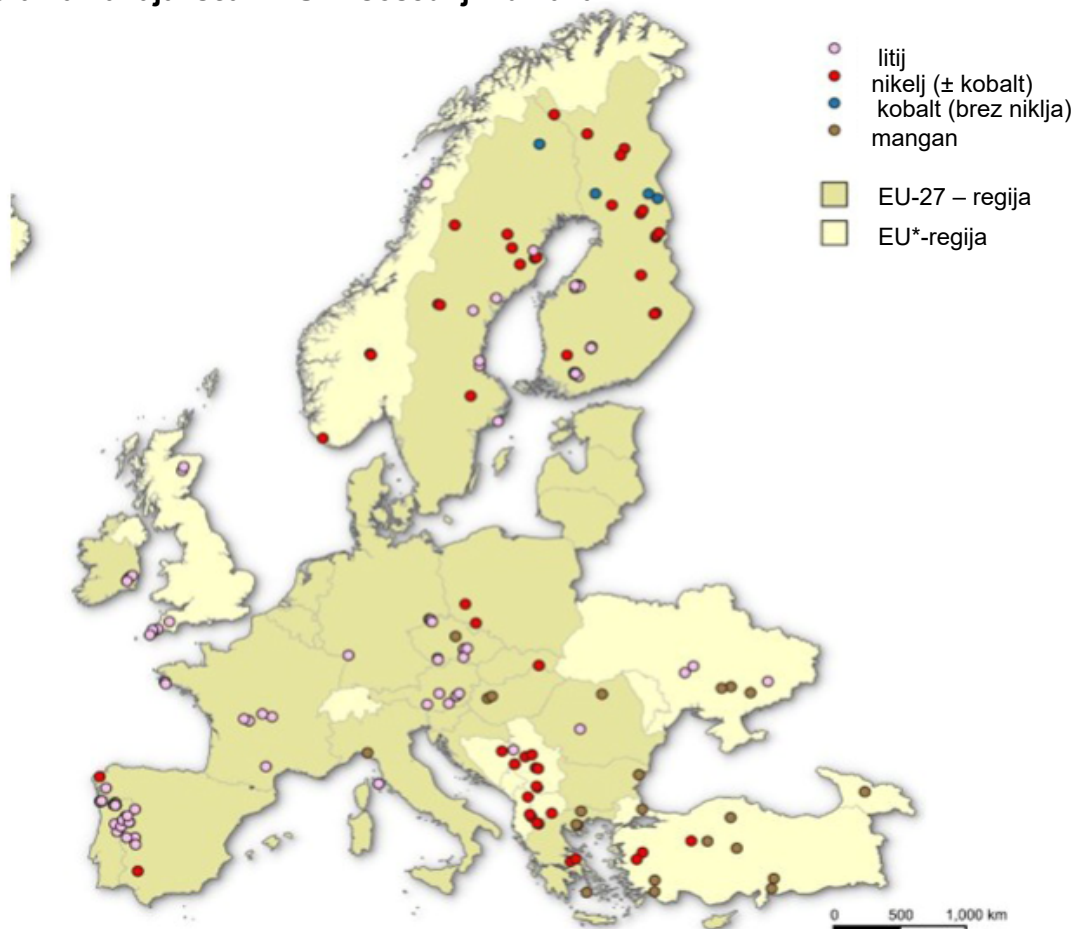 litij
nikelj (± kobalt)
kobalt (brez niklja)
mangan
EU-27 – regija
EU*-regija
0 500 1,000 km